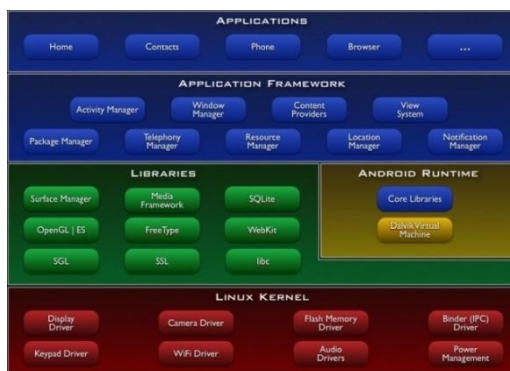 APPLICATIONS
Home
Contacts
Phone
Browser
...
APPLICATION FRAMEWORK
Activity Manager
Window
Manager
Content
Providers
View
System
Package Manager
Telephony
Manager
Resource
Manager
Location
Manager
Notification
Manager
LIBRARIES
Surface Manager
Media
Framework
SQLite
OpenGL | ES
FreeType
WebKit
SGL
SSL
libc
ANDROID RUNTIME
Core Libraries
Dalvik Virtual
Machine
LINUX KERNEL
Display
Driver
Camera Driver
Flash Memory
Driver
Binder (IPC)
Driver
Keypad Driver
WiFi Driver
Audio
Drivers
Power
Management